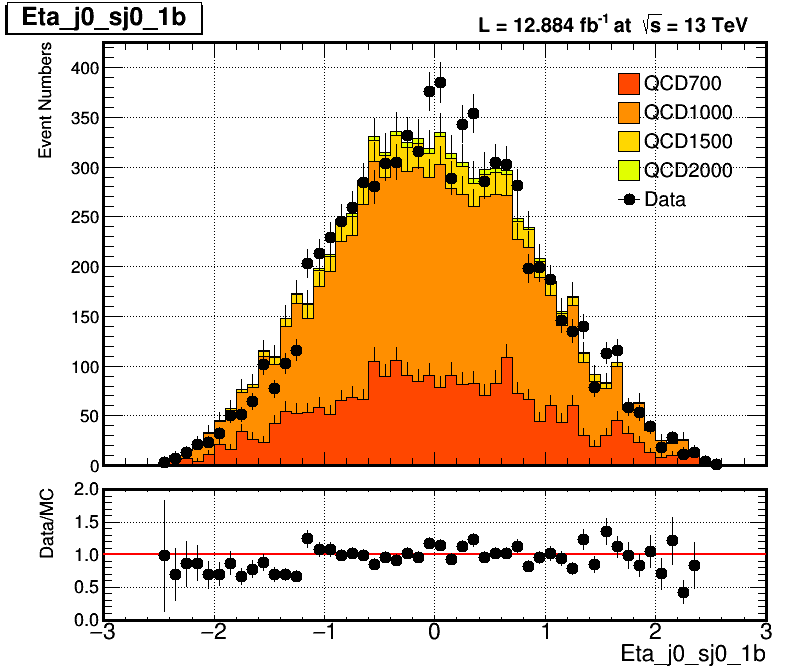 Eta_j0_sj0_1b
L = 12.884 fb-1 at √s = 13 TeV
Event Numbers
400
350
300
250
200
150
100
50
0
QCD700
QCD1000
QCD1500
QCD2000
Data
Data/MC
2.0
1.5
1.0
0.5
0.0
−3 −2 −1 0 1 2 3
Eta_j0_sj0_1b